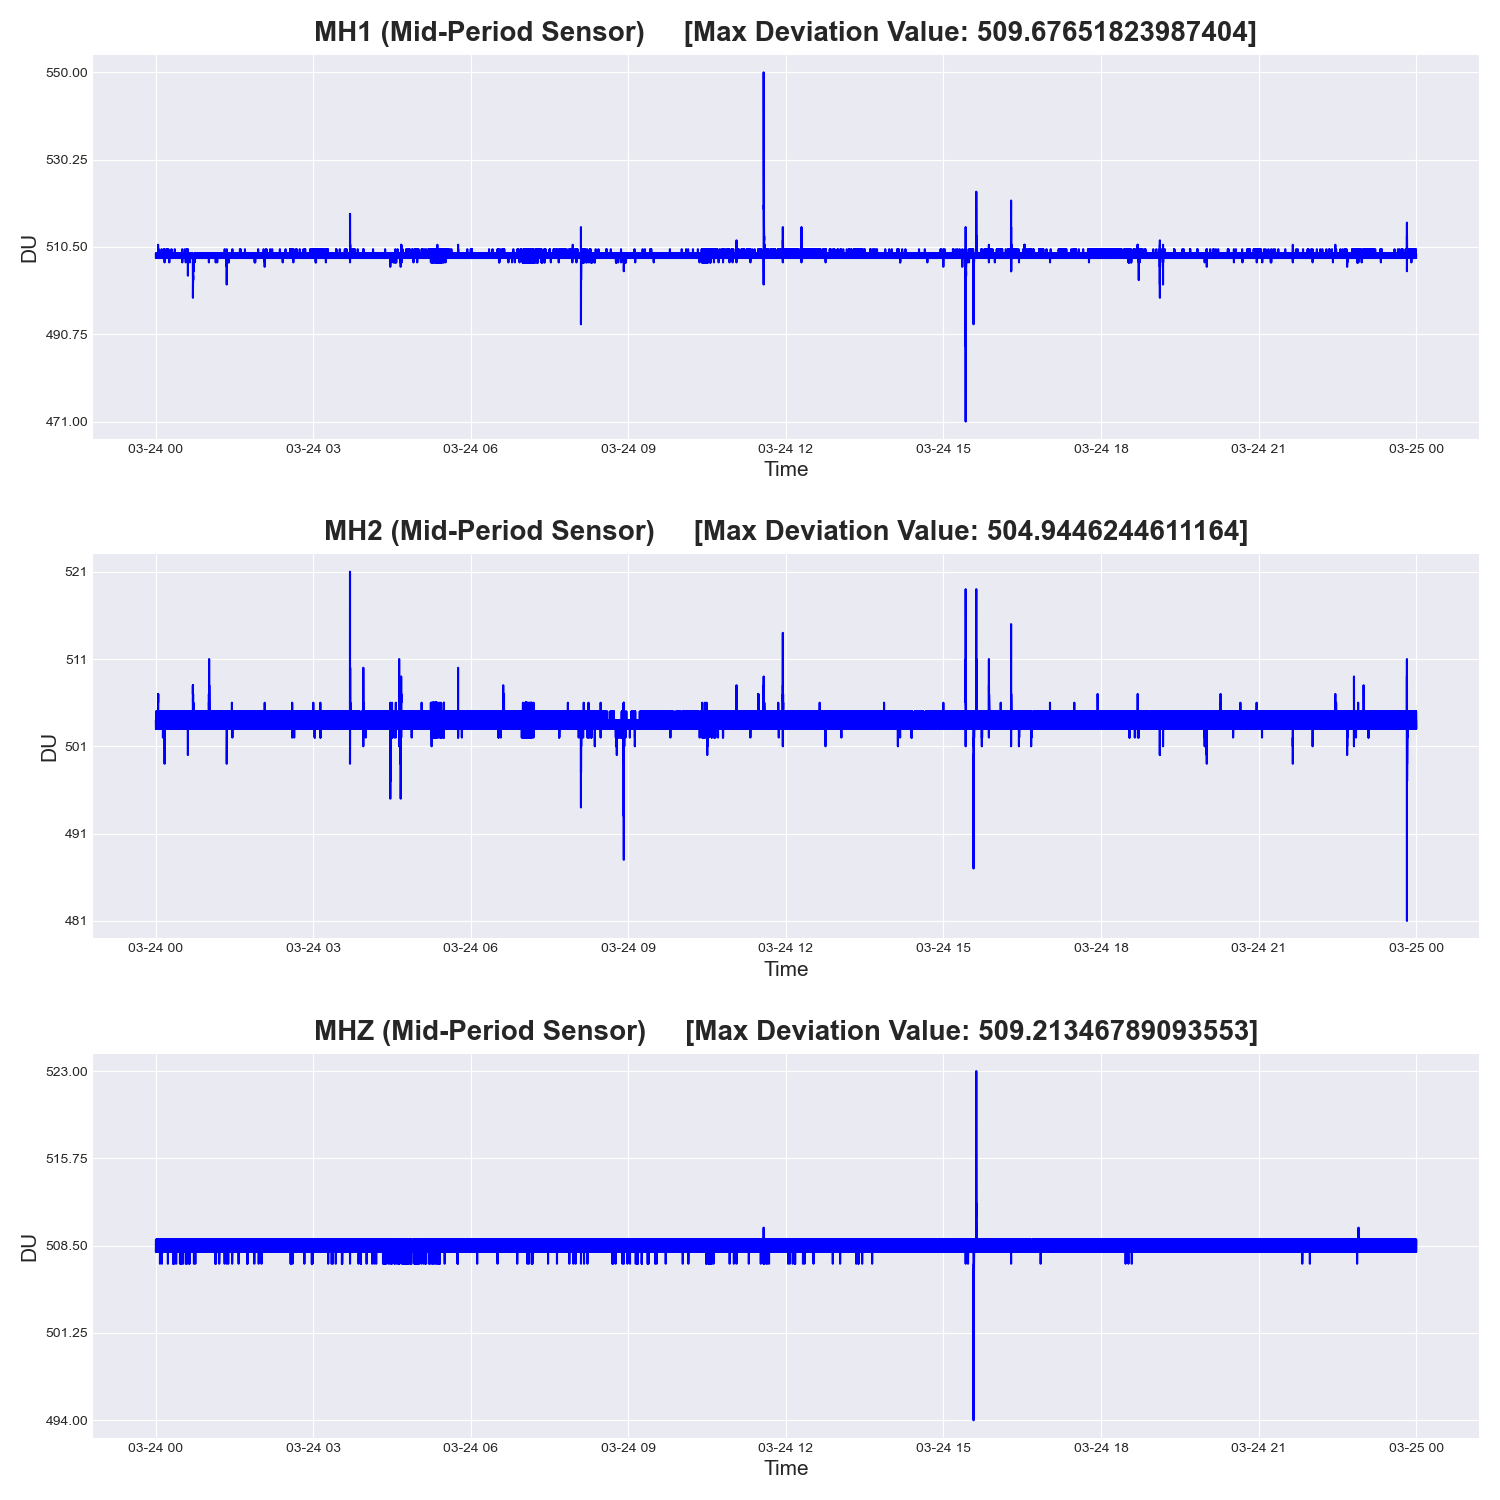 MH1 (Mid-Period Sensor) [Max Deviation Value: 509.67651823987404]
550.00
530.25
510.50
490.75
471.00
DU
03-24 00 03-24 03 03-24 06 03-24 09 03-24 12 03-24 15 03-24 18 03-24 21 03-25 00
Time
MH2 (Mid-Period Sensor) [Max Deviation Value: 504.9446244611164]
521
511
501
491
481
DU
03-24 00 03-24 03 03-24 06 03-24 09 03-24 12 03-24 15 03-24 18 03-24 21 03-25 00
Time
MHZ (Mid-Period Sensor) [Max Deviation Value: 509.21346789093553]
523.00
515.75
508.50
501.25
494.00
DU
03-24 00 03-24 03 03-24 06 03-24 09 03-24 12 03-24 15 03-24 18 03-24 21 03-25 00
Time